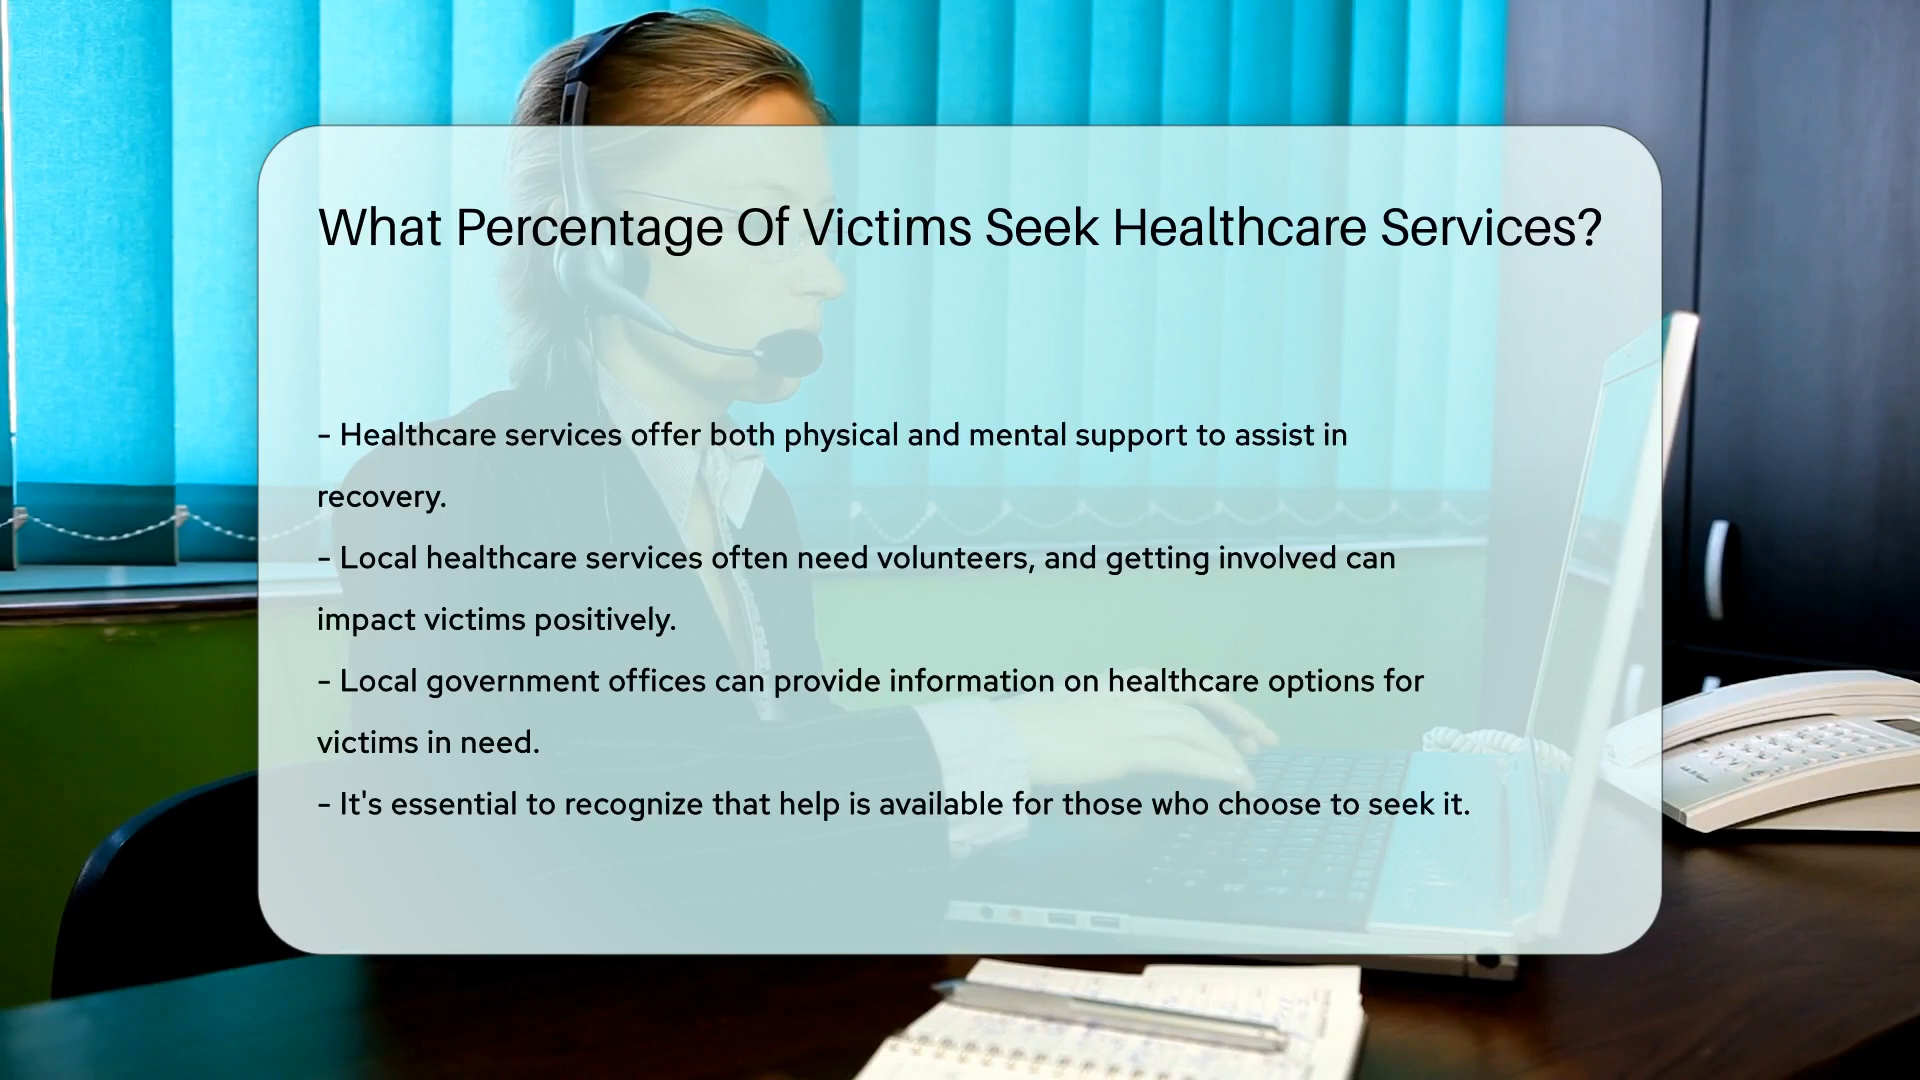 What Percentage Of Victims Seek Healthcare Services?
- Healthcare services offer both physical and mental support to assist in
recovery.
- Local healthcare services often need volunteers, and getting involved can
impact victims positively.
- Local government offices can provide information on healthcare options for
victims in need.
- It's essential to recognize that help is available for those who choose to seek it.